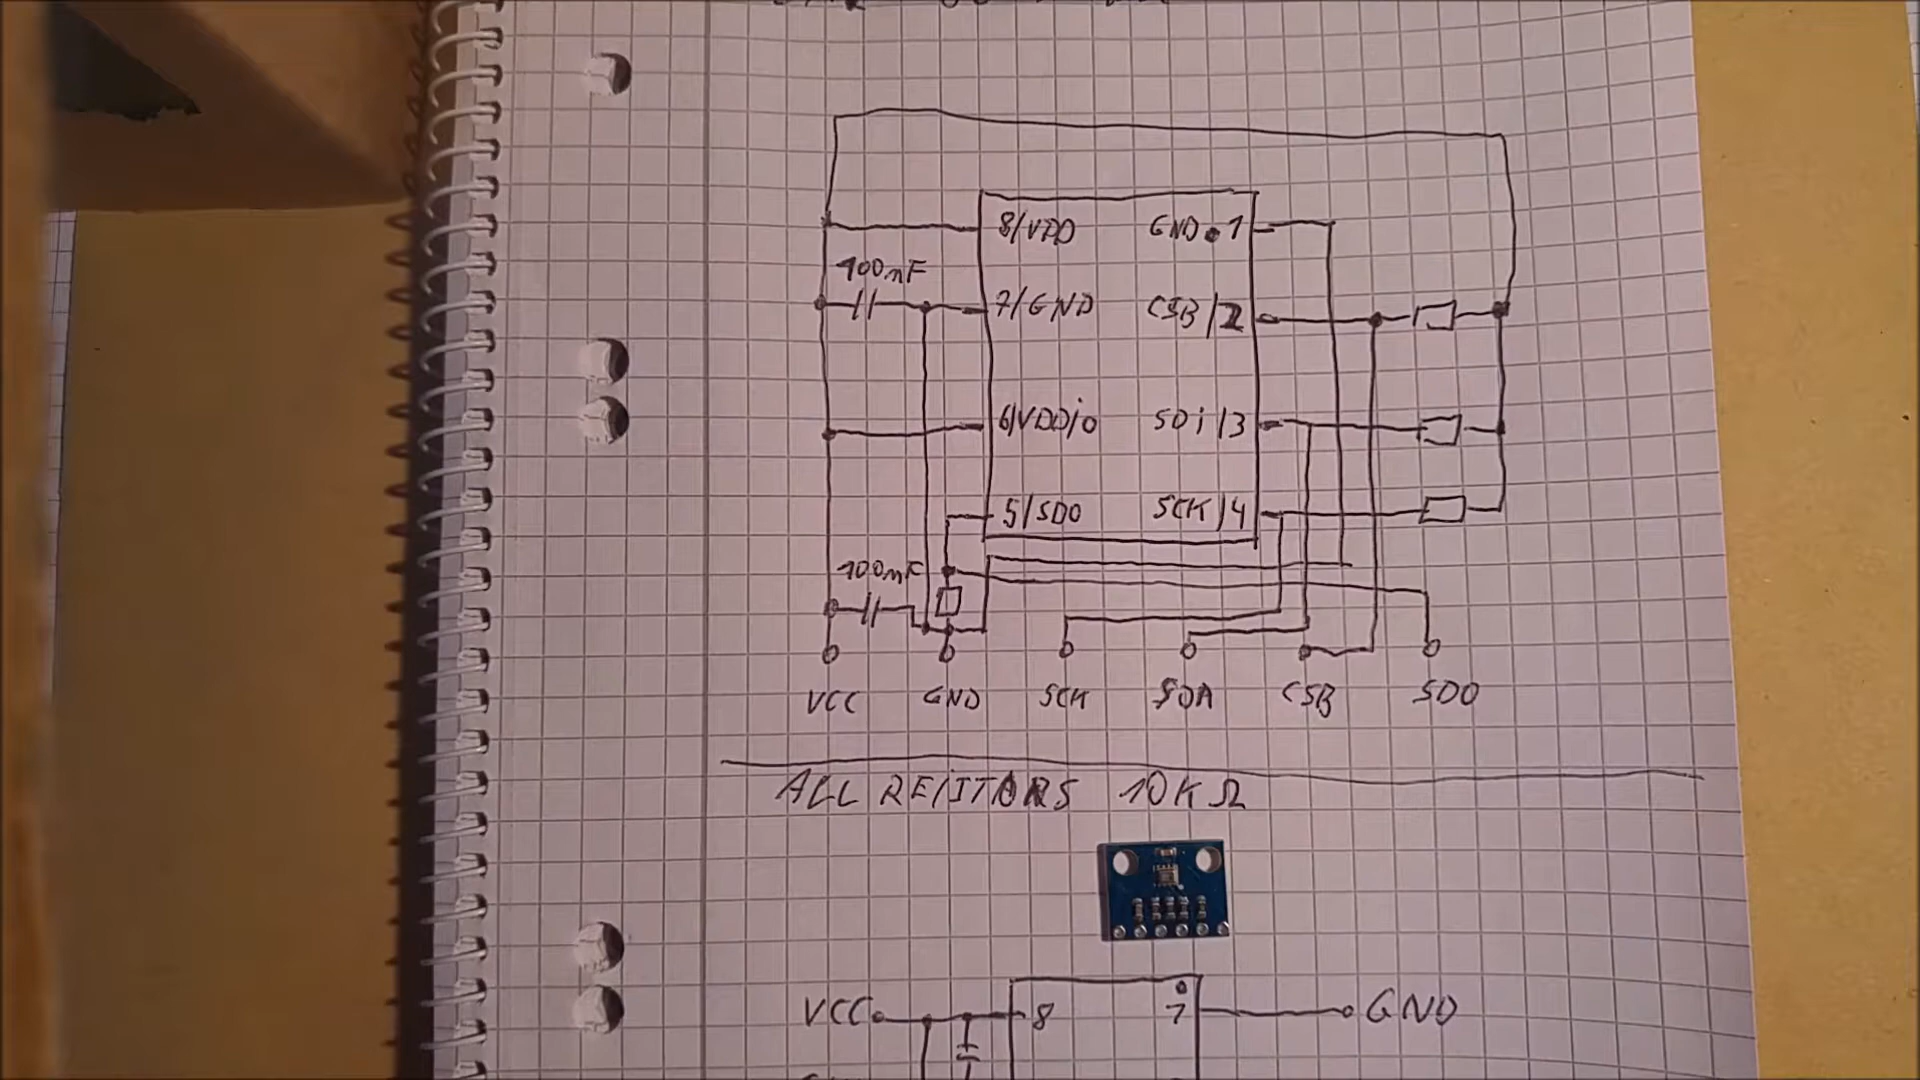 8/VDD GND 1
100nF
7/GND CSB/2
6/VDDio SDi/3
5/SDO SCK/4
100nF
VCC GND SCK SDA CSB SDO
ALL RESITORS 10KΩ
VCC 8 7 GND